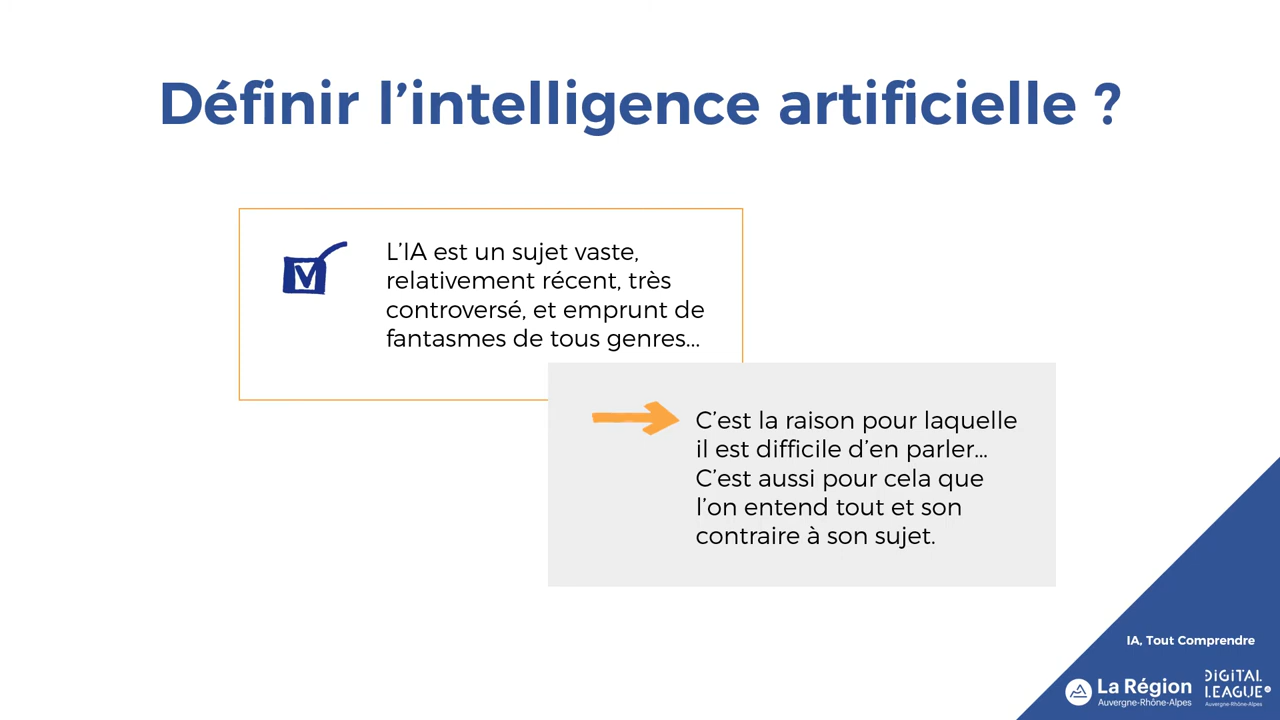 Définir l’intelligence artificielle ?
L’IA est un sujet vaste,
relativement récent, très
controversé, et emprunt de
fantasmes de tous genres...
C’est la raison pour laquelle
il est difficile d’en parler...
C’est aussi pour cela que
l’on entend tout et son
contraire à son sujet.
IA, Tout Comprendre
La Région
Auvergne-Rhône-Alpes
DIGITAL
LEAGUE
Auvergne-Rhône-Alpes